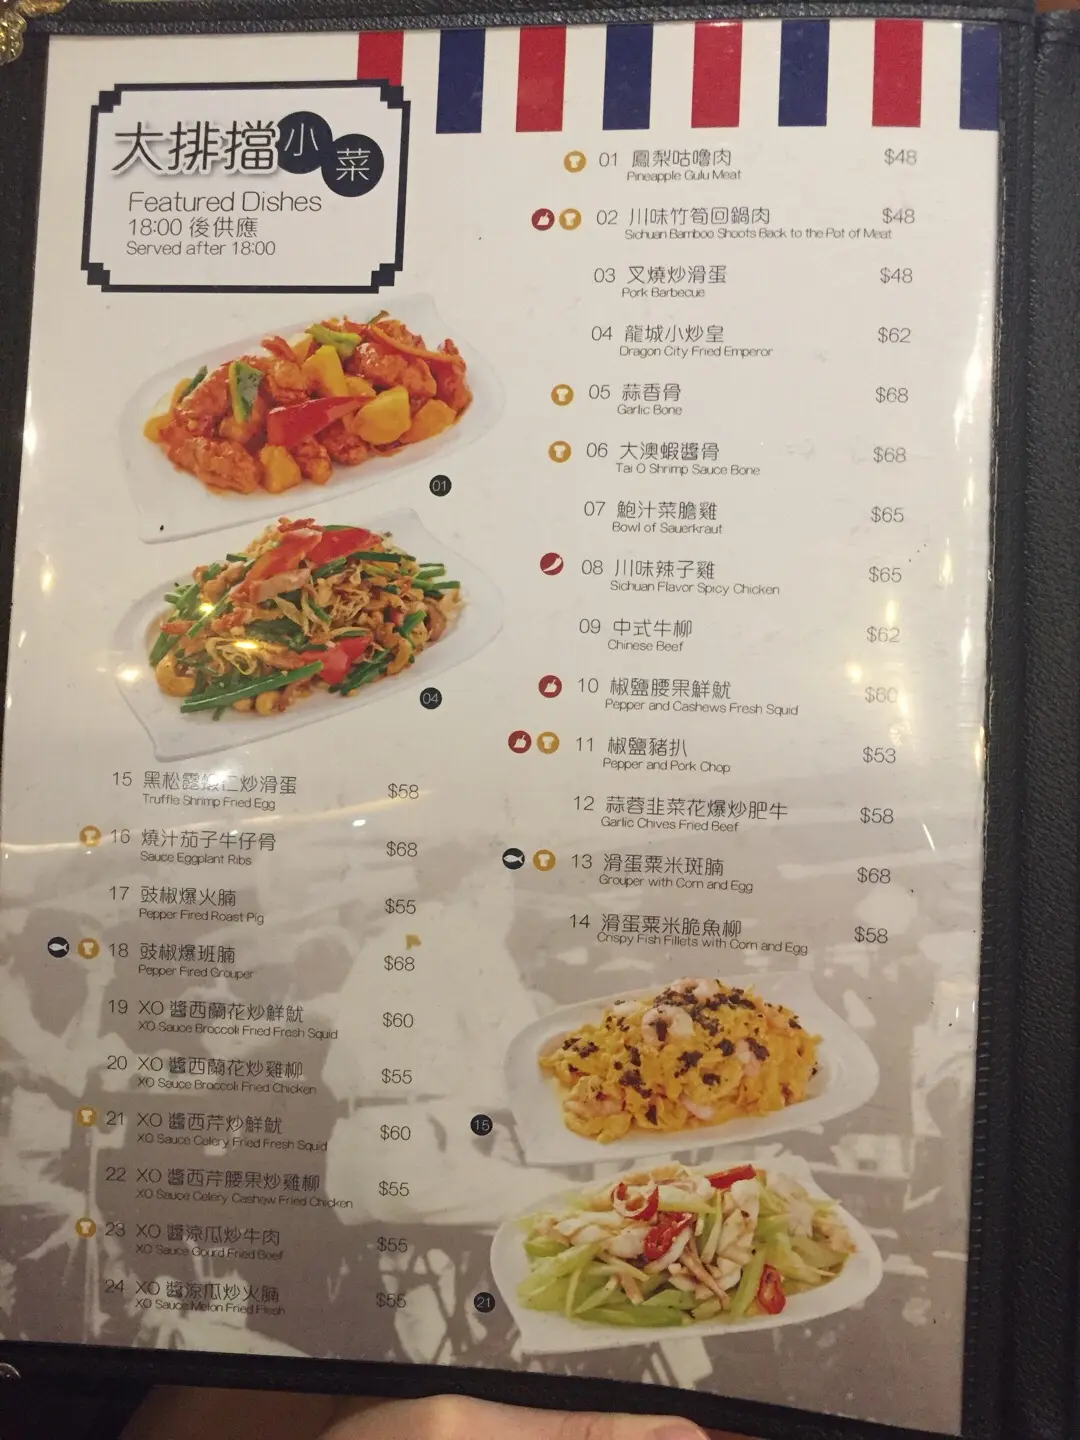 大排擋小菜
Featured Dishes
18:00 後供應
Served after 18:00
01 鳳梨咕嚕肉 $48
Pineapple Gulu Meat
02 川味竹筍回鍋肉 $48
Sichuan Bamboo Shoots Back to the Pot of Meat
03 叉燒炒滑蛋 $48
Pork Barbecue
04 龍城小炒皇 $62
Dragon City Fried Emperor
05 蒜香骨 $68
Garlic Bone
06 大澳蝦醬骨 $68
Tai O Shrimp Sauce Bone
07 鮑汁菜膽雞 $65
Bowl of Sauerkraut
08 川味辣子雞 $65
Sichuan Flavor Spicy Chicken
09 中式牛柳 $62
Chinese Beef
10 椒鹽腰果鮮魷 $60
Pepper and Cashews Fresh Squid
11 椒鹽豬扒 $53
Pepper and Pork Chop
12 蒜蓉韭菜花爆炒肥牛 $58
Garlic Chives Fried Beef
13 滑蛋粟米斑腩 $68
Grouper with Corn and Egg
14 滑蛋粟米脆魚柳 $58
Crispy Fish Fillets with Corn and Egg
01
04
15 黑松露蝦仁炒滑蛋 $58
Truffle Shrimp Fried Egg
16 燒汁茄子牛仔骨 $68
Sauce Eggplant Ribs
17 豉椒爆火腩 $55
Pepper Fired Roast Pig
18 豉椒爆班腩 $68
Pepper Fired Grouper
19 XO 醬西蘭花炒鮮魷 $60
XO Sauce Broccoli Fried Fresh Squid
20 XO 醬西蘭花炒雞柳 $55
XO Sauce Broccoli Fried Chicken
21 XO 醬西芹炒鮮魷 $60
XO Sauce Celery Fried Fresh Squid
22 XO 醬西芹腰果炒雞柳 $55
XO Sauce Celery Cashew Fried Chicken
23 XO 醬涼瓜炒牛肉 $55
XO Sauce Gourd Fried Beef
24 XO 醬涼瓜炒火腩 $55
XO Sauce Melon Fried Flesh
15
21